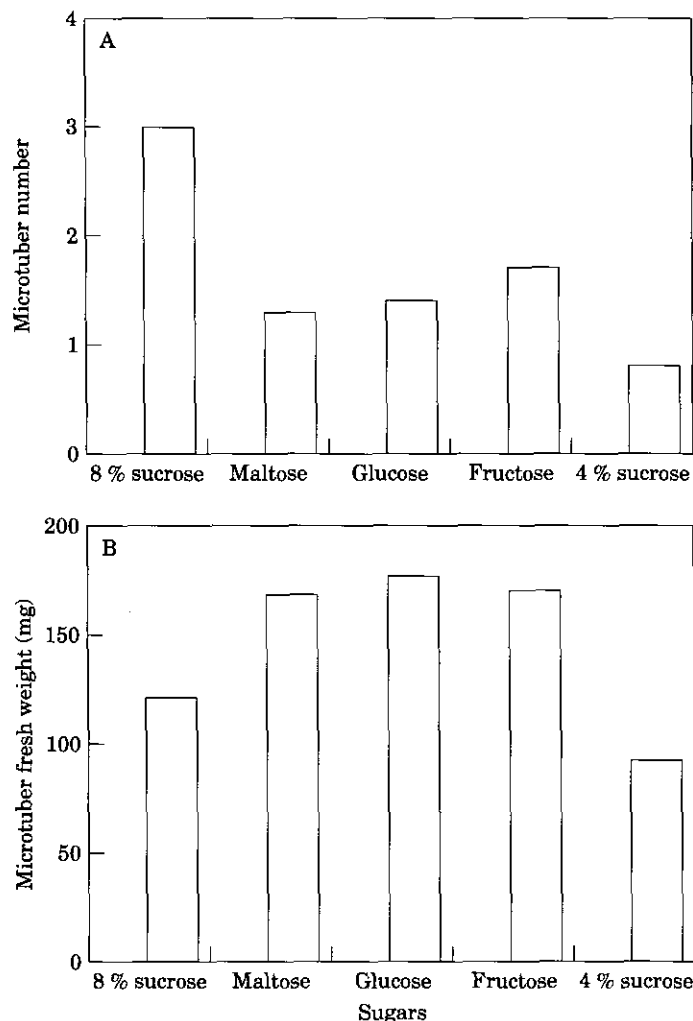 A
Microtuber number
4
3
2
1
0
8 % sucrose Maltose Glucose Fructose 4 % sucrose
B
Microtuber fresh weight (mg)
200
150
100
50
0
8 % sucrose Maltose Glucose Fructose 4 % sucrose
Sugars